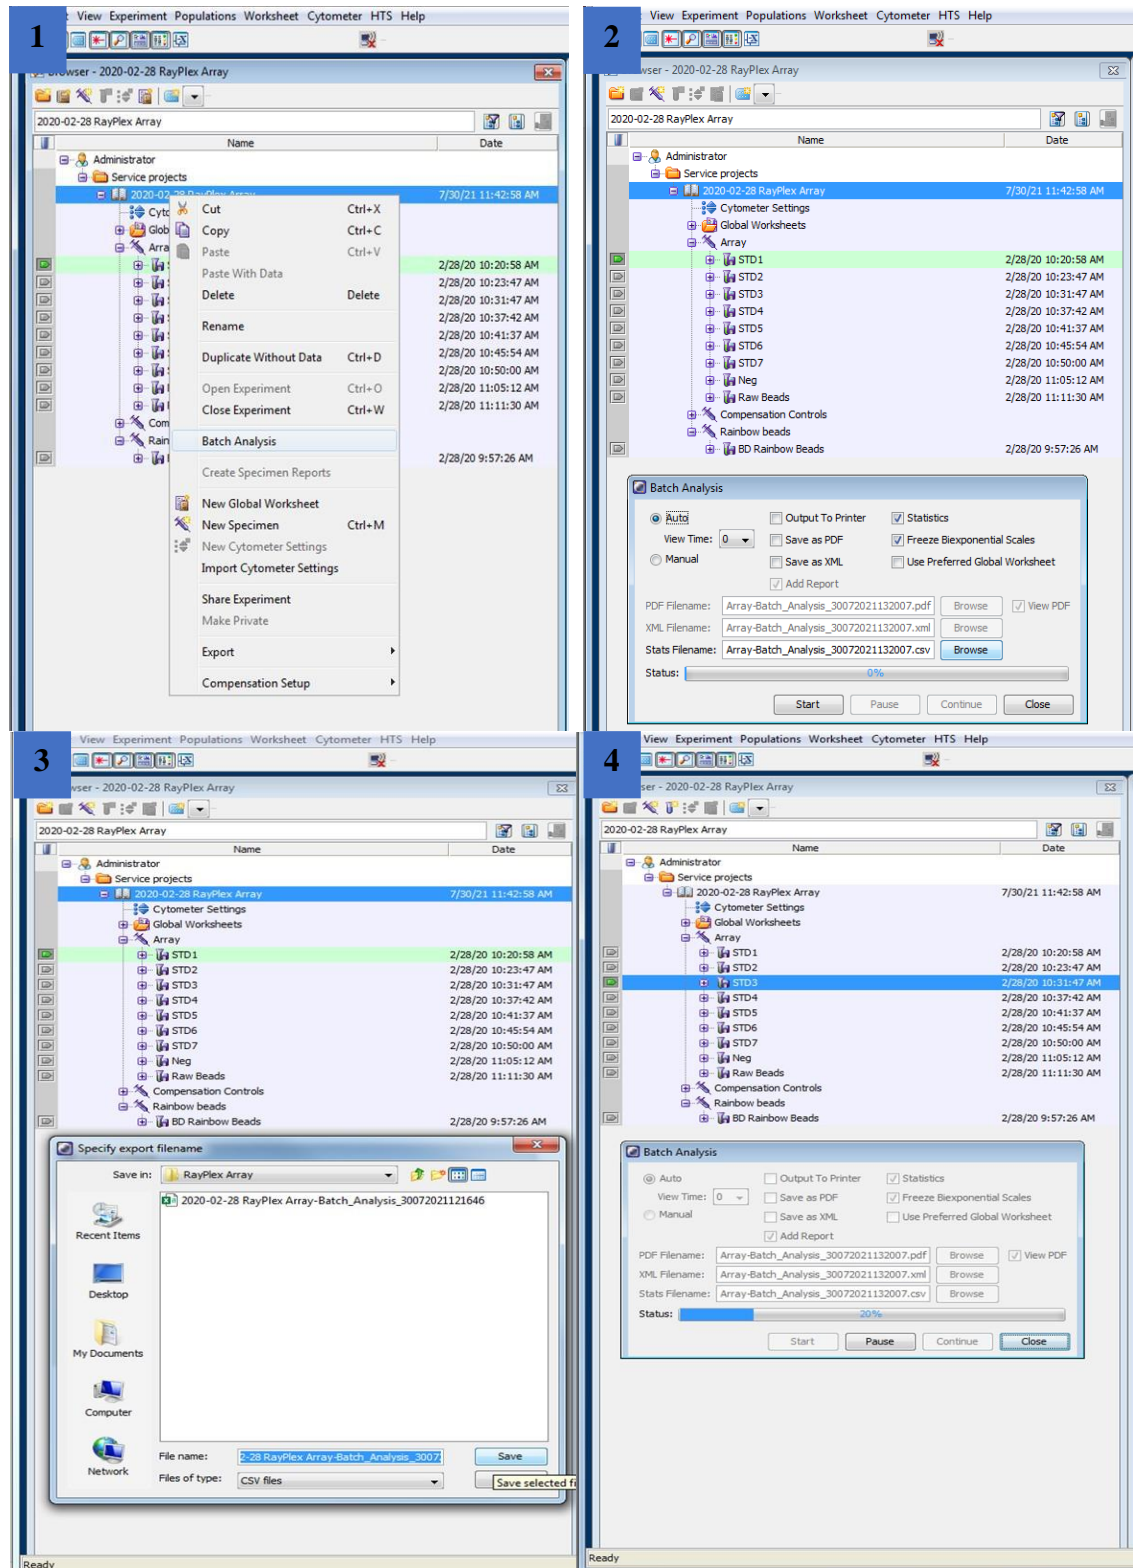 1
View Experiment Populations Worksheet Cytometer HTS Help
Browser - 2020-02-28 RayPlex Array
2020-02-28 RayPlex Array
Name Date
Administrator
Service projects
2020-02-28 RayPlex Array 7/30/21 11:42:58 AM
Cyto
Glob
Arra
2/28/20 10:20:58 AM
2/28/20 10:23:47 AM
2/28/20 10:31:47 AM
2/28/20 10:37:42 AM
2/28/20 10:41:37 AM
2/28/20 10:45:54 AM
2/28/20 10:50:00 AM
2/28/20 11:05:12 AM
2/28/20 11:11:30 AM
Com
Rain
2/28/20 9:57:26 AM
Cut Ctrl+X
Copy Ctrl+C
Paste Ctrl+V
Paste With Data
Delete Delete
Rename
Duplicate Without Data Ctrl+D
Open Experiment Ctrl+O
Close Experiment Ctrl+W
Batch Analysis
Create Specimen Reports
New Global Worksheet
New Specimen Ctrl+M
New Cytometer Settings
Import Cytometer Settings
Share Experiment
Make Private
Export
Compensation Setup
2
View Experiment Populations Worksheet Cytometer HTS Help
wser - 2020-02-28 RayPlex Array
2020-02-28 RayPlex Array
Name Date
Administrator
Service projects
2020-02-28 RayPlex Array 7/30/21 11:42:58 AM
Cytometer Settings
Global Worksheets
Array
STD1 2/28/20 10:20:58 AM
STD2 2/28/20 10:23:47 AM
STD3 2/28/20 10:31:47 AM
STD4 2/28/20 10:37:42 AM
STD5 2/28/20 10:41:37 AM
STD6 2/28/20 10:45:54 AM
STD7 2/28/20 10:50:00 AM
Neg 2/28/20 11:05:12 AM
Raw Beads 2/28/20 11:11:30 AM
Compensation Controls
Rainbow beads
BD Rainbow Beads 2/28/20 9:57:26 AM
Batch Analysis
Auto Output To Printer Statistics
View Time: 0 Save as PDF Freeze Biexponential Scales
Manual Save as XML Use Preferred Global Worksheet
Add Report
PDF Filename: Array-Batch_Analysis_30072021132007.pdf Browse View PDF
XML Filename: Array-Batch_Analysis_30072021132007.xml Browse
Stats Filename: Array-Batch_Analysis_30072021132007.csv Browse
Status: 0%
Start Pause Continue Close
3
View Experiment Populations Worksheet Cytometer HTS Help
wser - 2020-02-28 RayPlex Array
2020-02-28 RayPlex Array
Name Date
Administrator
Service projects
2020-02-28 RayPlex Array 7/30/21 11:42:58 AM
Cytometer Settings
Global Worksheets
Array
STD1 2/28/20 10:20:58 AM
STD2 2/28/20 10:23:47 AM
STD3 2/28/20 10:31:47 AM
STD4 2/28/20 10:37:42 AM
STD5 2/28/20 10:41:37 AM
STD6 2/28/20 10:45:54 AM
STD7 2/28/20 10:50:00 AM
Neg 2/28/20 11:05:12 AM
Raw Beads 2/28/20 11:11:30 AM
Compensation Controls
Rainbow beads
BD Rainbow Beads 2/28/20 9:57:26 AM
Specify export filename
Save in: RayPlex Array
2020-02-28 RayPlex Array-Batch_Analysis_30072021121646
Recent Items
Desktop
My Documents
Computer
Network
File name: 2-28 RayPlex Array-Batch_Analysis_3007 Save
Files of type: CSV files
Save selected fi
Ready
4
View Experiment Populations Worksheet Cytometer HTS Help
ser - 2020-02-28 RayPlex Array
2020-02-28 RayPlex Array
Name Date
Administrator
Service projects
2020-02-28 RayPlex Array 7/30/21 11:42:58 AM
Cytometer Settings
Global Worksheets
Array
STD1 2/28/20 10:20:58 AM
STD2 2/28/20 10:23:47 AM
STD3 2/28/20 10:31:47 AM
STD4 2/28/20 10:37:42 AM
STD5 2/28/20 10:41:37 AM
STD6 2/28/20 10:45:54 AM
STD7 2/28/20 10:50:00 AM
Neg 2/28/20 11:05:12 AM
Raw Beads 2/28/20 11:11:30 AM
Compensation Controls
Rainbow beads
BD Rainbow Beads 2/28/20 9:57:26 AM
Batch Analysis
Auto Output To Printer Statistics
View Time: 0 Save as PDF Freeze Biexponential Scales
Manual Save as XML Use Preferred Global Worksheet
Add Report
PDF Filename: Array-Batch_Analysis_30072021132007.pdf Browse View PDF
XML Filename: Array-Batch_Analysis_30072021132007.xml Browse
Stats Filename: Array-Batch_Analysis_30072021132007.csv Browse
Status: 20%
Start Pause Continue Close
Ready